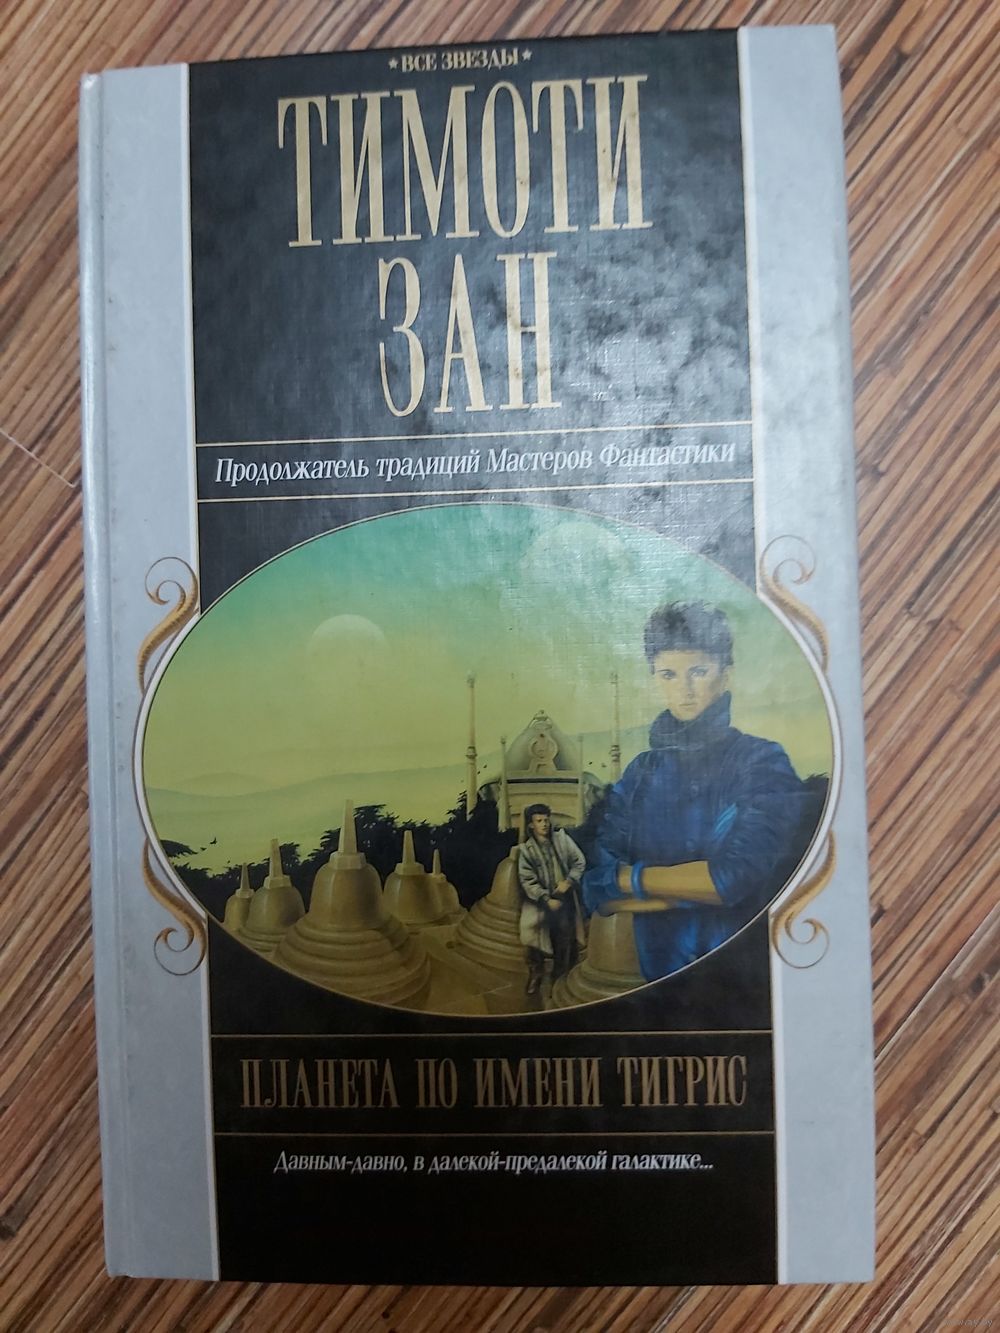 ★ВСЕ ЗВЕЗДЫ★
ТИМОТИ
ЗАН
Продолжатель традиций Мастеров Фантастики
ПЛАНЕТА ПО ИМЕНИ ТИГРИС
Давным-давно, в далекой-предалекой галактике...